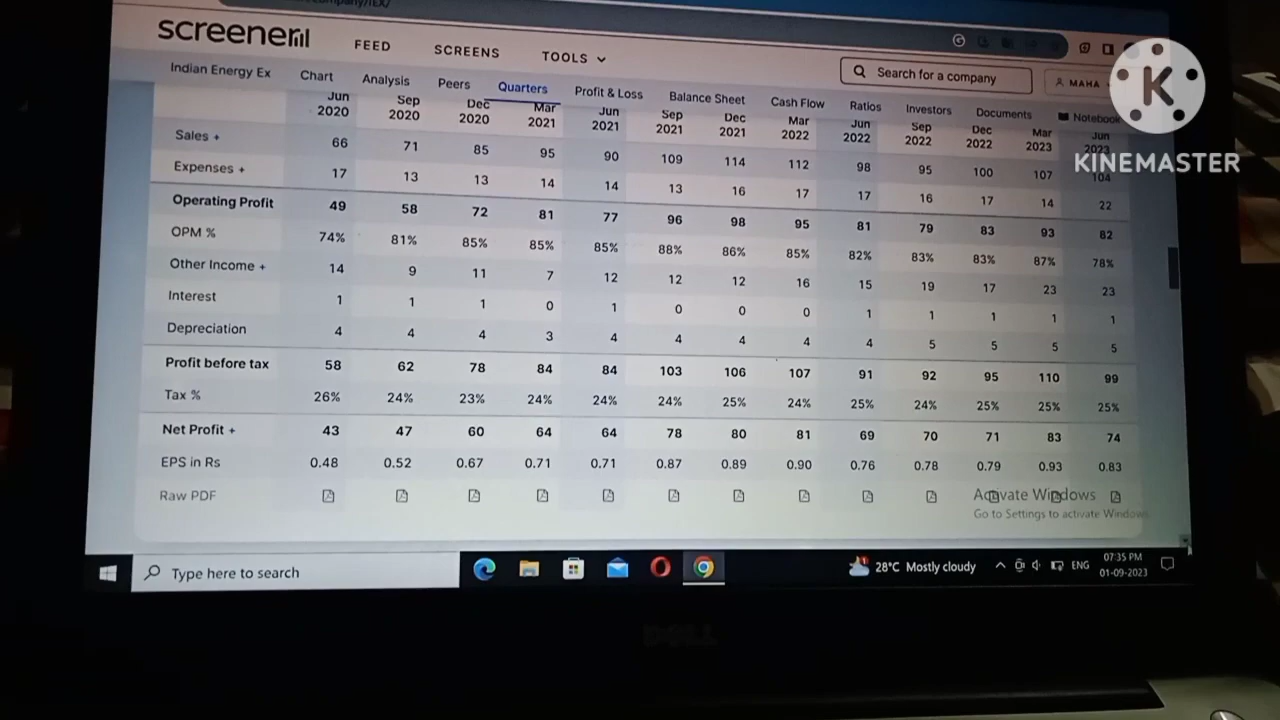 screener
FEED SCREENS TOOLS
Search for a company
MAHA
K
KINEMASTER
Indian Energy Ex Chart Analysis Peers Quarters Profit & Loss Balance Sheet Cash Flow Ratios Investors Documents Notebook
Jun 2020 Sep 2020 Dec 2020 Mar 2021 Jun 2021 Sep 2021 Dec 2021 Mar 2022 Jun 2022 Sep 2022 Dec 2022 Mar 2023 Jun 2023
Sales + 66 71 85 95 90 109 114 112 98 95 100 107 104
Expenses + 17 13 13 14 14 13 16 17 17 16 17 14 22
Operating Profit 49 58 72 81 77 96 98 95 81 79 83 93 82
OPM % 74% 81% 85% 85% 85% 88% 86% 85% 82% 83% 83% 87% 78%
Other Income + 14 9 11 7 12 12 12 16 15 19 17 23 23
Interest 1 1 1 0 1 0 0 0 1 1 1 1 1
Depreciation 4 4 4 3 4 4 4 4 4 5 5 5 5
Profit before tax 58 62 78 84 84 103 106 107 91 92 95 110 99
Tax % 26% 24% 23% 24% 24% 24% 25% 24% 25% 24% 25% 25% 25%
Net Profit + 43 47 60 64 64 78 80 81 69 70 71 83 74
EPS in Rs 0.48 0.52 0.67 0.71 0.71 0.87 0.89 0.90 0.76 0.78 0.79 0.93 0.83
Raw PDF
Activate Windows
Go to Settings to activate Windows
Type here to search
28°C Mostly cloudy
ENG
07:35 PM
01-09-2023
DELL